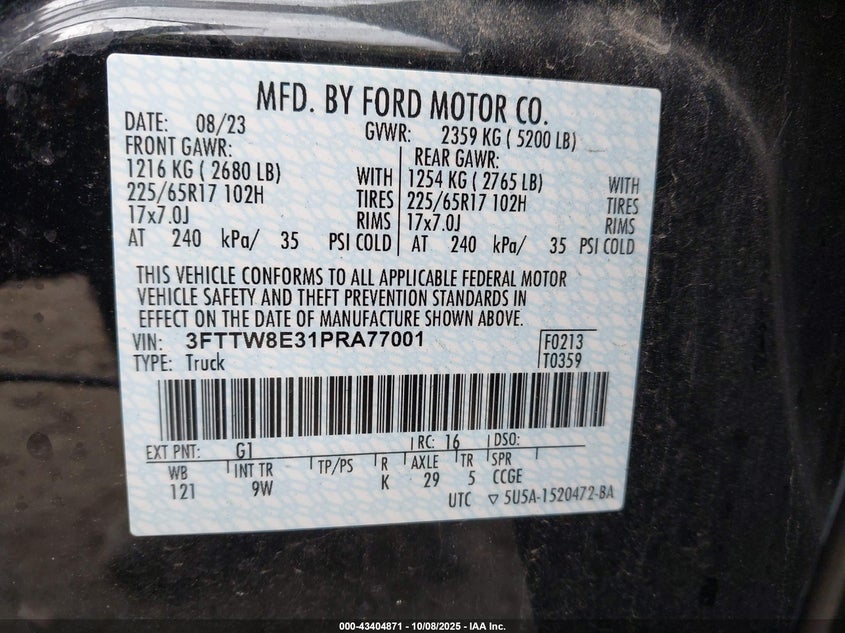 MFD. BY FORD MOTOR CO.
DATE: 08/23 GVWR: 2359 KG ( 5200 LB)
FRONT GAWR: REAR GAWR:
1216 KG ( 2680 LB) WITH 1254 KG ( 2765 LB) WITH
225/65R17 102H TIRES 225/65R17 102H TIRES
17x7.0J RIMS 17x7.0J RIMS
AT 240 kPa/ 35 PSI COLD AT 240 kPa/ 35 PSI COLD
THIS VEHICLE CONFORMS TO ALL APPLICABLE FEDERAL MOTOR
VEHICLE SAFETY AND THEFT PREVENTION STANDARDS IN
EFFECT ON THE DATE OF MANUFACTURE SHOWN ABOVE.
VIN: 3FTTW8E31PRA77001 F0213
TYPE: Truck T0359
EXT PNT: G1 RC: 16 DSO:
WB INT TR TP/PS R AXLE TR SPR
121 9W K 29 5 CCGE
UTC ▽ 5U5A-1520472-BA
000-43404871 - 10/08/2025 - IAA Inc.